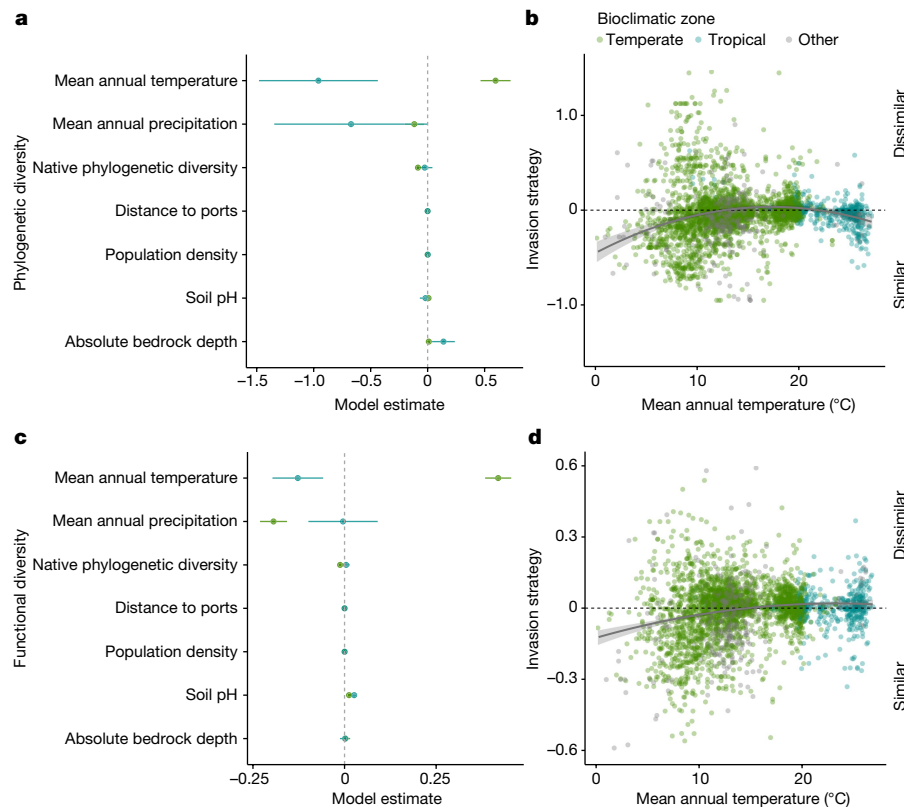 a
Phylogenetic diversity
Mean annual temperature
Mean annual precipitation
Native phylogenetic diversity
Distance to ports
Population density
Soil pH
Absolute bedrock depth
−1.5 −1.0 −0.5 0 0.5
Model estimate
b
Bioclimatic zone
Temperate Tropical Other
Invasion strategy
1.0
0
−1.0
Dissimilar
Similar
0 10 20
Mean annual temperature (°C)
c
Functional diversity
Mean annual temperature
Mean annual precipitation
Native phylogenetic diversity
Distance to ports
Population density
Soil pH
Absolute bedrock depth
−0.25 0 0.25
Model estimate
d
Invasion strategy
0.6
0.3
0
−0.3
−0.6
Dissimilar
Similar
0 10 20
Mean annual temperature (°C)